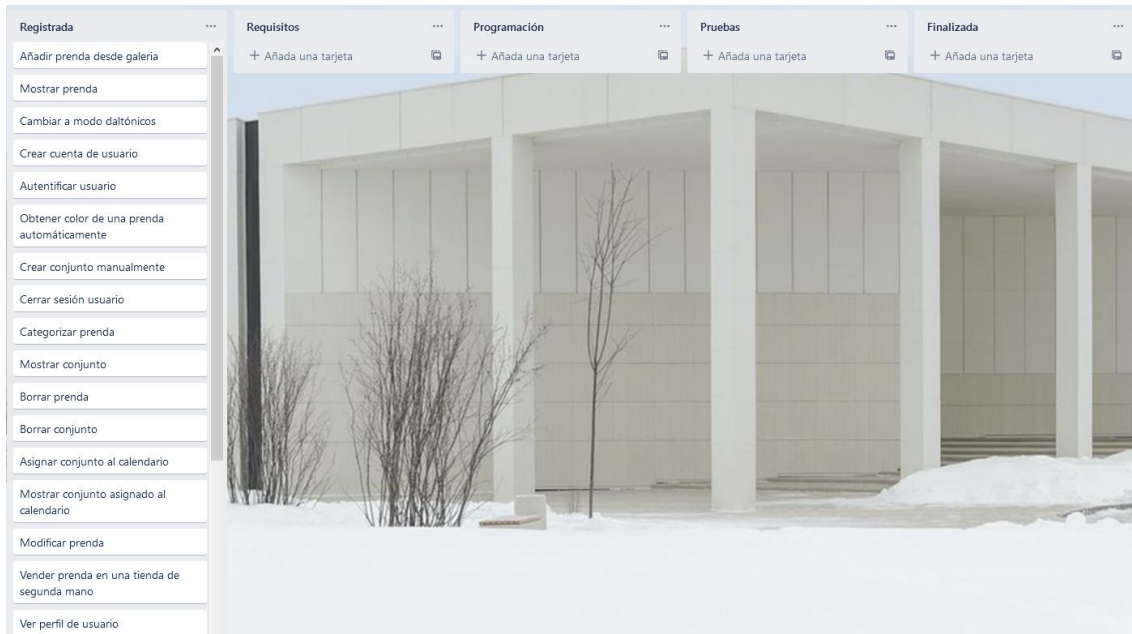 Registrada
Añadir prenda desde galeria
Mostrar prenda
Cambiar a modo daltónicos
Crear cuenta de usuario
Autentificar usuario
Obtener color de una prenda
automáticamente
Crear conjunto manualmente
Cerrar sesión usuario
Categorizar prenda
Mostrar conjunto
Borrar prenda
Borrar conjunto
Asignar conjunto al calendario
Mostrar conjunto asignado al
calendario
Modificar prenda
Vender prenda en una tienda de
segunda mano
Ver perfil de usuario
Requisitos
+ Añada una tarjeta
Programación
+ Añada una tarjeta
Pruebas
+ Añada una tarjeta
Finalizada
+ Añada una tarjeta